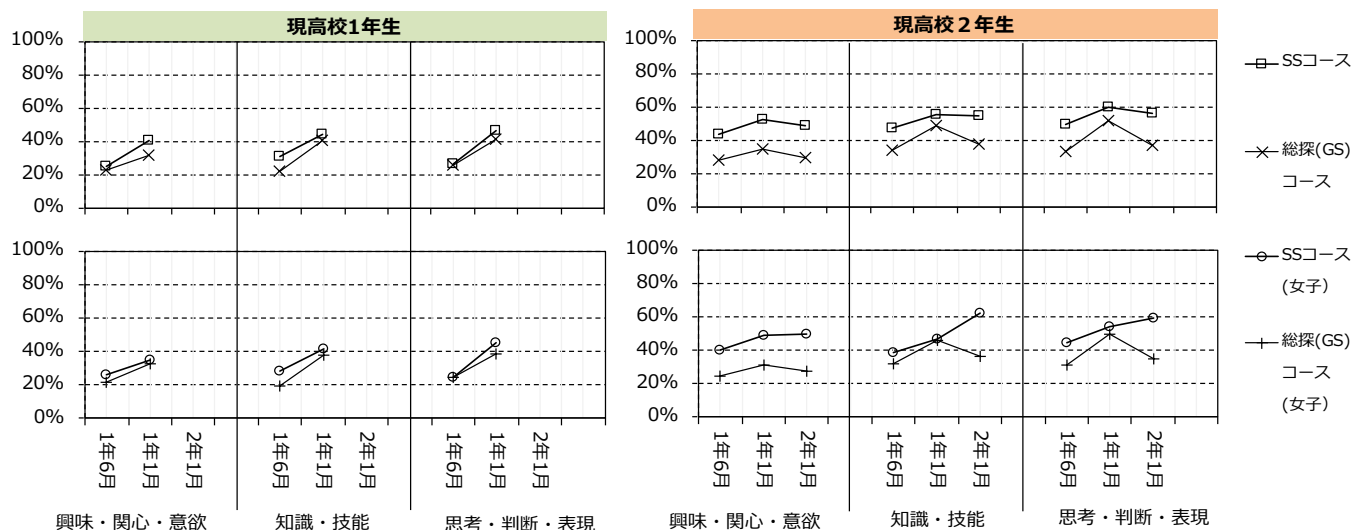 現高校1年生
100%
80%
60%
40%
20%
0%
100%
80%
60%
40%
20%
0%
1年6月
1年1月
2年1月
1年6月
1年1月
2年1月
1年6月
1年1月
2年1月
興味・関心・意欲
知識・技能
思考・判断・表現
現高校２年生
100%
80%
60%
40%
20%
0%
100%
80%
60%
40%
20%
0%
1年6月
1年1月
2年1月
1年6月
1年1月
2年1月
1年6月
1年1月
2年1月
興味・関心・意欲
知識・技能
思考・判断・表現
SSコース
総探(GS)
コース
SSコース
(女子）
総探(GS)
コース
(女子）